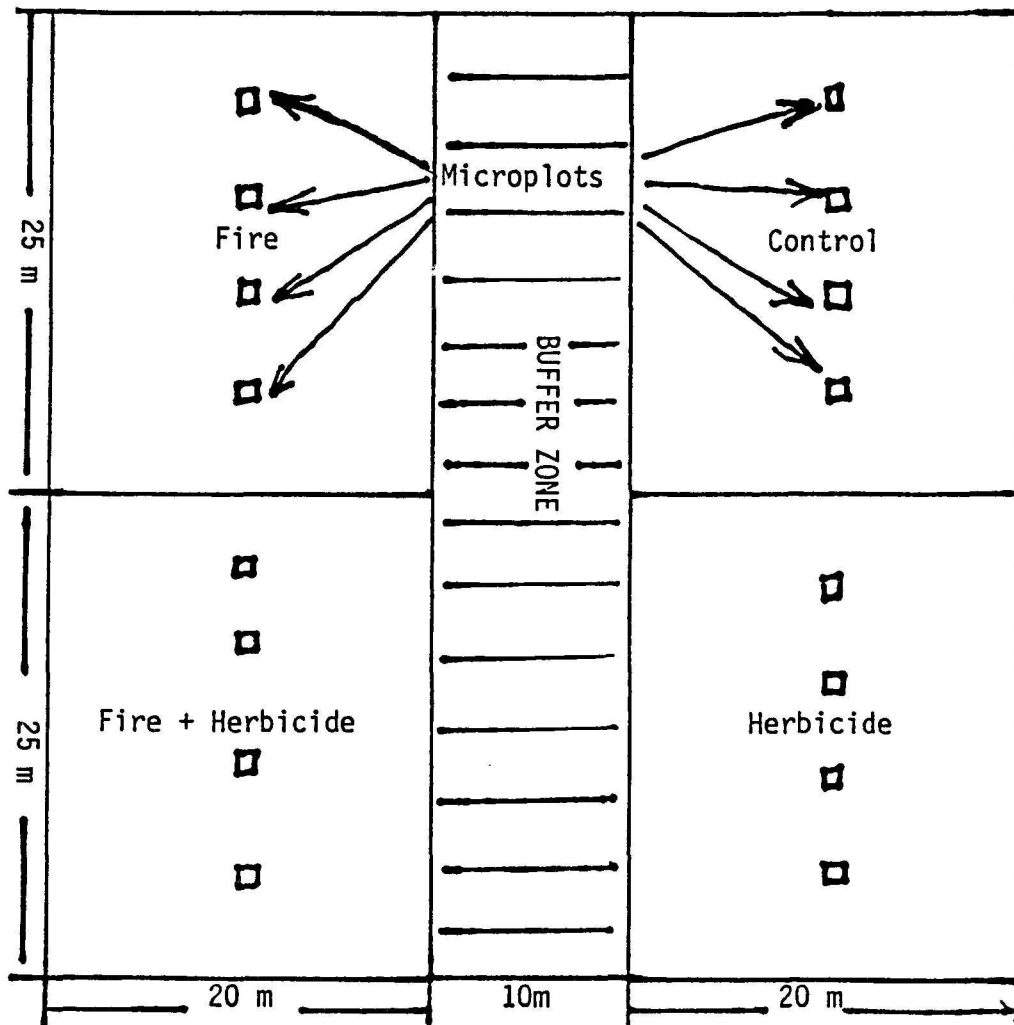 Microplots
Fire
Control
25 m
BUFFER ZONE
Fire + Herbicide
Herbicide
25 m
20 m
10m
20 m